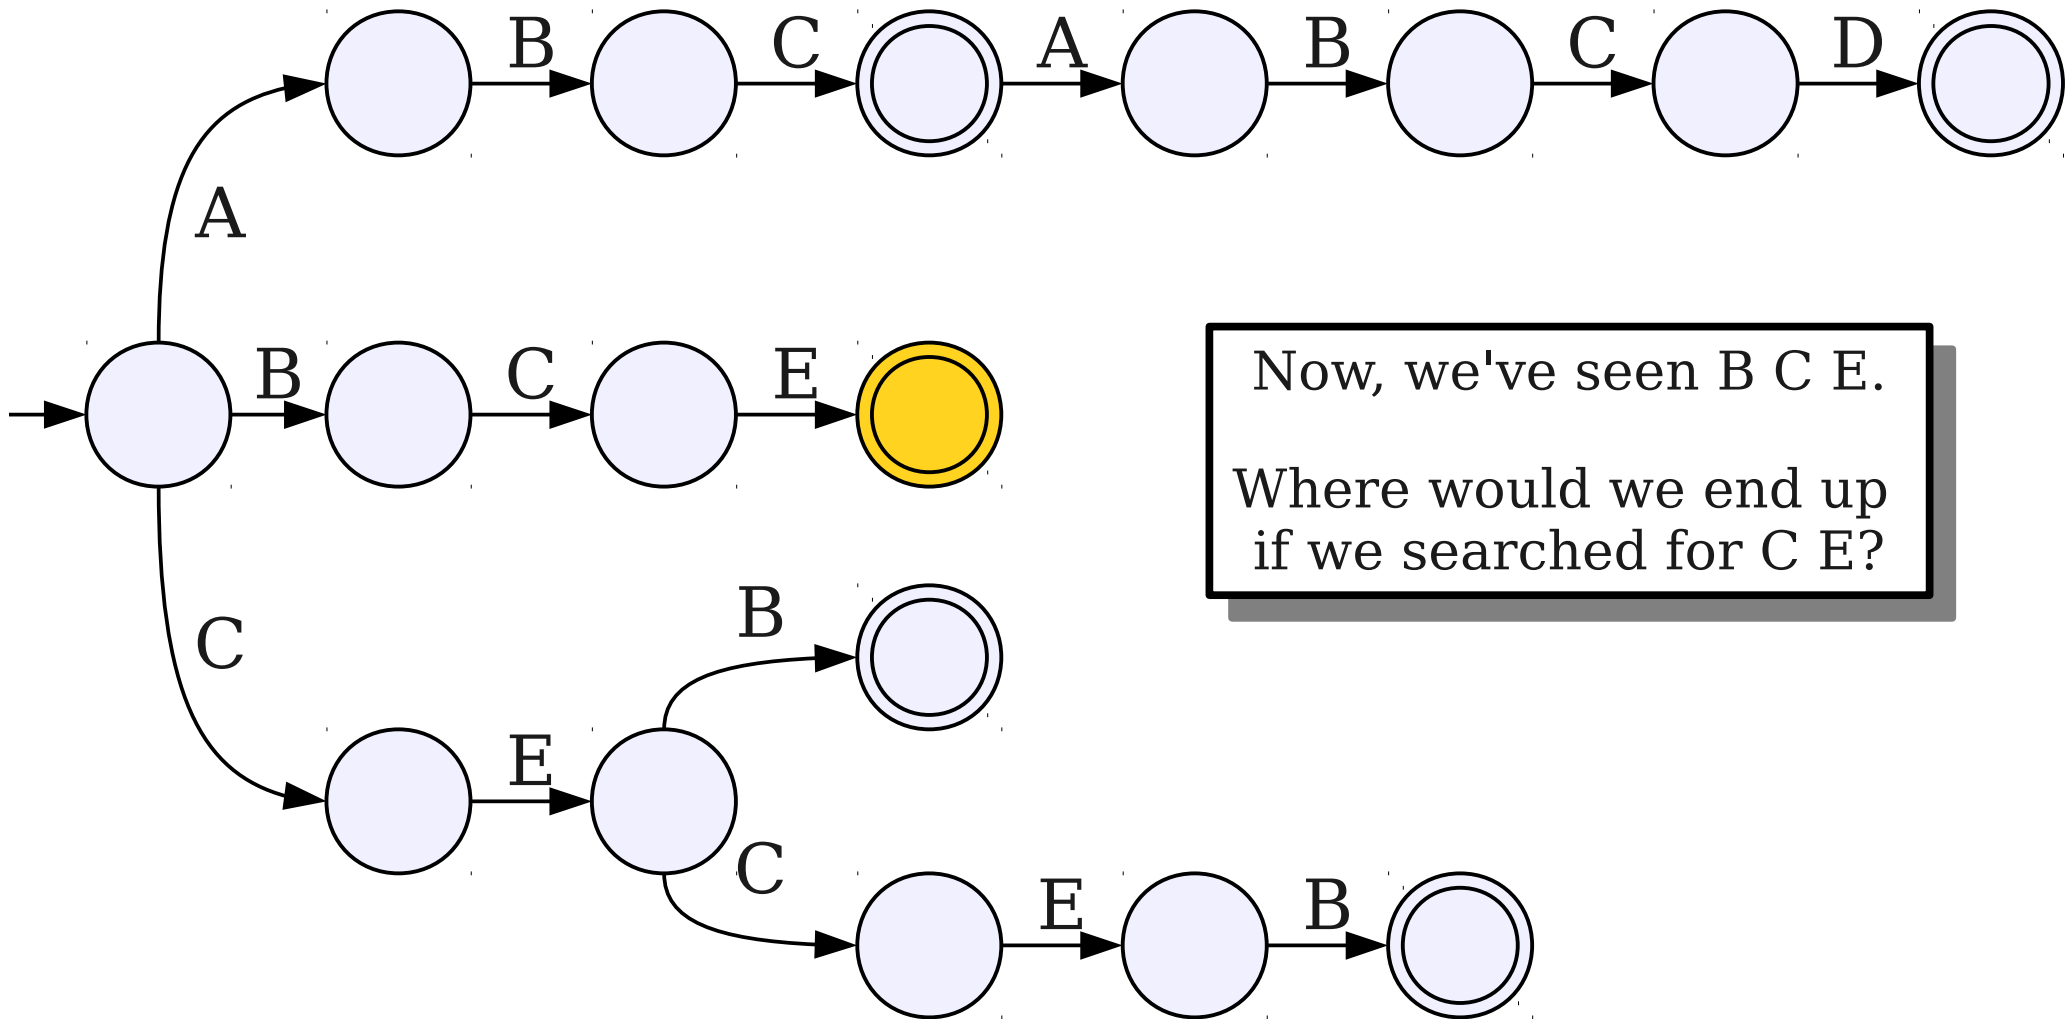 B C A B C D
A
B C E
Now, we've seen B C E.
Where would we end up
if we searched for C E?
B
C
E
C
E B